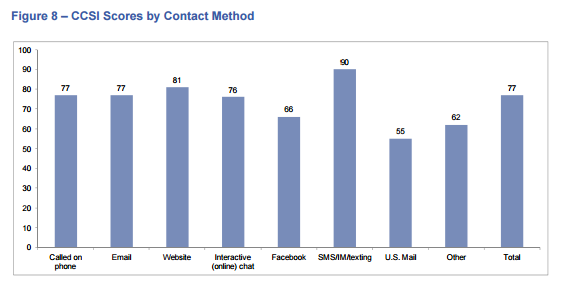 Figure 8 – CCSI Scores by Contact Method
100
90
80
70
60
50
40
30
20
10
0
77
77
81
76
66
90
55
62
77
Called on
phone
Email
Website
Interactive
(online) chat
Facebook
SMS/IM/texting
U.S. Mail
Other
Total